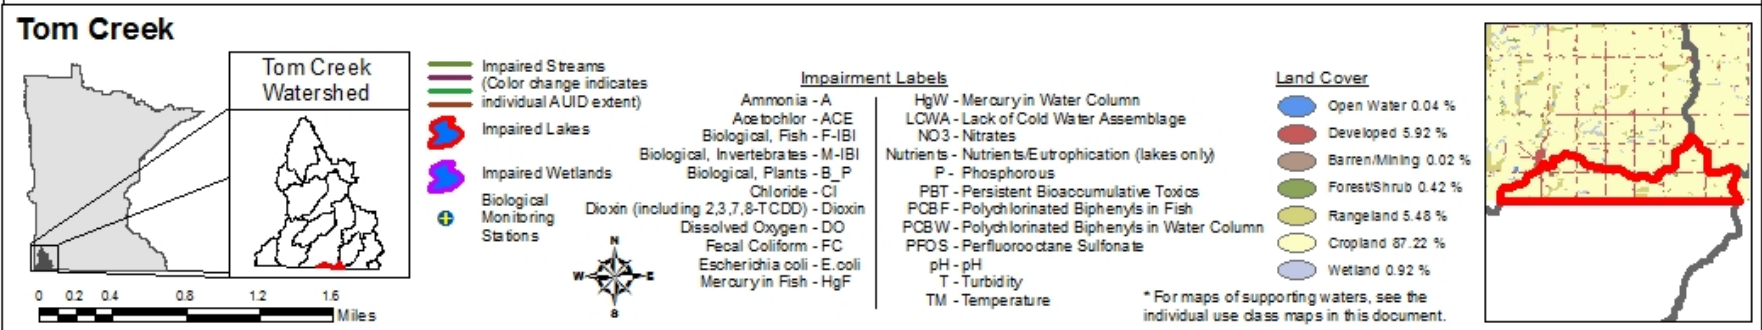 Tom Creek
Tom Creek
Watershed
0 0.2 0.4 0.8 1.2 1.6
Miles
Impaired Streams
(Color change indicates
individual AUID extent)
Impaired Lakes
Impaired Wetlands
Biological
Monitoring
Stations
N
W E
S
Impairment Labels
Ammonia - A
Acetochlor - ACE
Biological, Fish - F-IBI
Biological, Invertebrates - M-IBI
Biological, Plants - B_P
Chloride - Cl
Dioxin (including 2,3,7,8-TCDD) - Dioxin
Dissolved Oxygen - DO
Fecal Coliform - FC
Escherichia coli - E.coli
Mercury in Fish - HgF
HgW - Mercury in Water Column
LCWA - Lack of Cold Water Assemblage
NO3 - Nitrates
Nutrients - Nutrients/Eutrophication (lakes only)
P - Phosphorous
PBT - Persistent Bioaccumulative Toxics
PCBF - Polychlorinated Biphenyls in Fish
PCBW - Polychlorinated Biphenyls in Water Column
PFOS - Perfluorooctane Sulfonate
pH - pH
T - Turbidity
TM - Temperature
Land Cover
Open Water 0.04 %
Developed 5.92 %
Barren/Mining 0.02 %
Forest/Shrub 0.42 %
Rangeland 5.48 %
Cropland 87.22 %
Wetland 0.92 %
* For maps of supporting waters, see the
individual use class maps in this document.